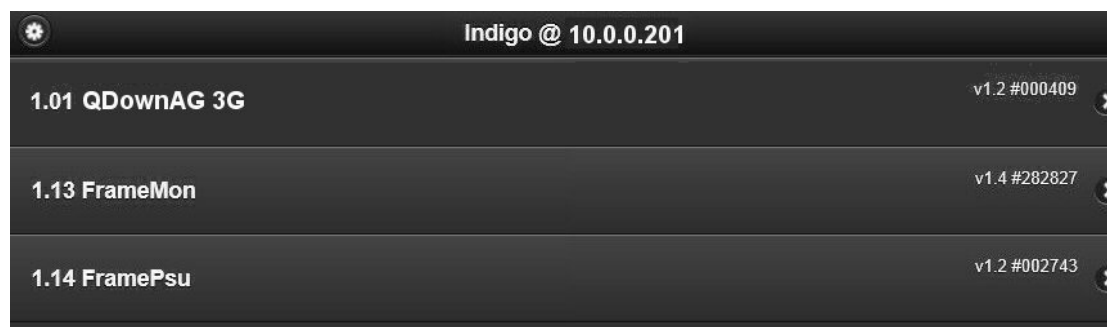 Indigo @ 10.0.0.201
1.01 QDownAG 3G
v1.2 #000409
1.13 FrameMon
v1.4 #282827
1.14 FramePsu
v1.2 #002743